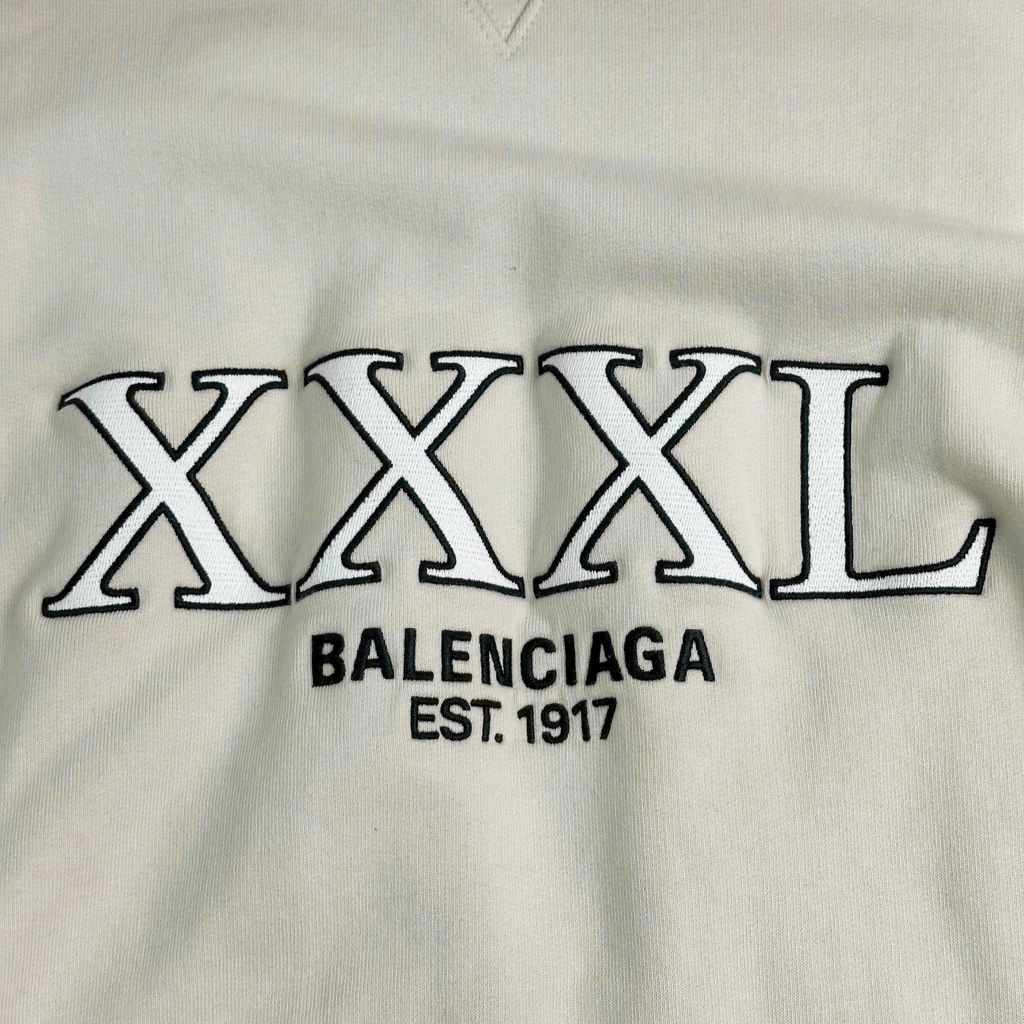 XXXL
BALENCIAGA
EST. 1917